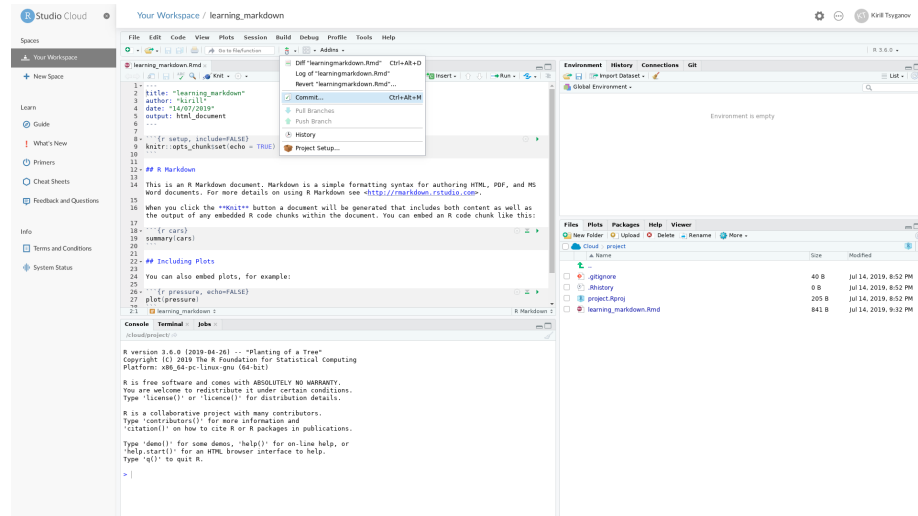 R Studio Cloud
Your Workspace / learning_markdown
Kirill Tsyganov
Spaces
Your Workspace
+ New Space
Learn
Guide
What's New
Primers
Cheat Sheets
Feedback and Questions
Info
Terms and Conditions
System Status
File Edit Code View Plots Session Build Debug Profile Tools Help
Go to file/function
Addins
R 3.6.0
learning_markdown.Rmd
Knit
Insert
Run
Diff "learningmarkdown.Rmd" Ctrl+Alt+D
Log of "learningmarkdown.Rmd"
Revert "learningmarkdown.Rmd"...
Commit... Ctrl+Alt+M
Pull Branches
Push Branch
History
Project Setup...
1 ---
2 title: "learning_markdown"
3 author: "kirill"
4 date: "14/07/2019"
5 output: html_document
6 ---
7
8 ```{r setup, include=FALSE}
9 knitr::opts_chunk$set(echo = TRUE)
10 ```
11
12 ## R Markdown
13
14 This is an R Markdown document. Markdown is a simple formatting syntax for authoring HTML, PDF, and MS
Word documents. For more details on using R Markdown see <http://rmarkdown.rstudio.com>.
15
16 When you click the **Knit** button a document will be generated that includes both content as well as
the output of any embedded R code chunks within the document. You can embed an R code chunk like this:
17
18 ```{r cars}
19 summary(cars)
20 ```
21
22 ## Including Plots
23
24 You can also embed plots, for example:
25
26 ```{r pressure, echo=FALSE}
27 plot(pressure)
28 ```
2:1 learning_markdown R Markdown
Console Terminal Jobs
/cloud/project/
R version 3.6.0 (2019-04-26) -- "Planting of a Tree"
Copyright (C) 2019 The R Foundation for Statistical Computing
Platform: x86_64-pc-linux-gnu (64-bit)
R is free software and comes with ABSOLUTELY NO WARRANTY.
You are welcome to redistribute it under certain conditions.
Type 'license()' or 'licence()' for distribution details.
R is a collaborative project with many contributors.
Type 'contributors()' for more information and
'citation()' on how to cite R or R packages in publications.
Type 'demo()' for some demos, 'help()' for on-line help, or
'help.start()' for an HTML browser interface to help.
Type 'q()' to quit R.
>
Environment History Connections Git
Import Dataset
List
Global Environment
Environment is empty
Files Plots Packages Help Viewer
New Folder Upload Delete Rename More
Cloud project
Name Size Modified
..
.gitignore 40 B Jul 14, 2019, 8:52 PM
.Rhistory 0 B Jul 14, 2019, 8:52 PM
project.Rproj 205 B Jul 14, 2019, 8:52 PM
learning_markdown.Rmd 841 B Jul 14, 2019, 9:32 PM